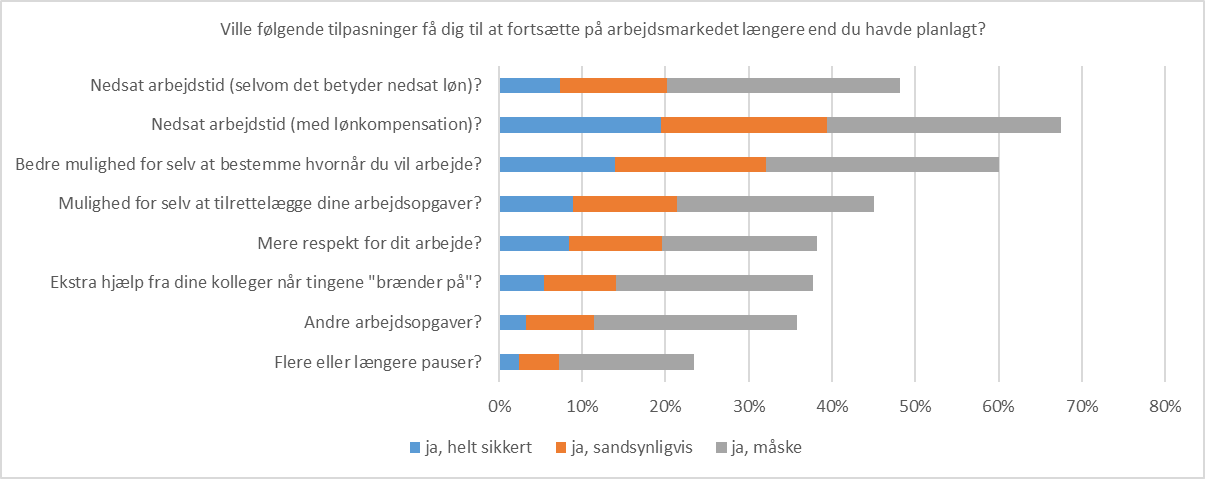 Ville følgende tilpasninger få dig til at fortsætte på arbejdsmarkedet længere end du havde planlagt?
Nedsat arbejdstid (selvom det betyder nedsat løn)?
Nedsat arbejdstid (med lønkompensation)?
Bedre mulighed for selv at bestemme hvornår du vil arbejde?
Mulighed for selv at tilrettelægge dine arbejdsopgaver?
Mere respekt for dit arbejde?
Ekstra hjælp fra dine kolleger når tingene "brænder på"?
Andre arbejdsopgaver?
Flere eller længere pauser?
0% 10% 20% 30% 40% 50% 60% 70% 80%
ja, helt sikkert ja, sandsynligvis ja, måske